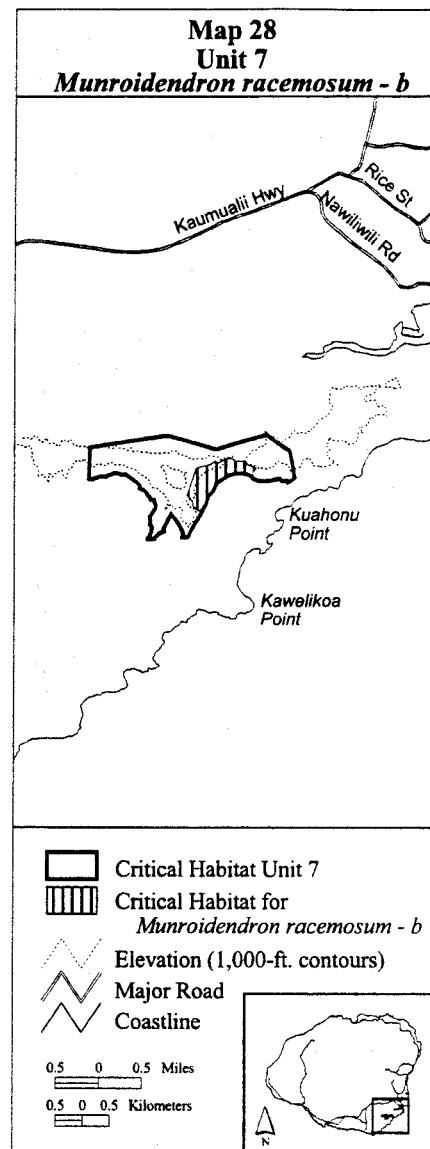 Map 28
Unit 7
Munroidendron racemosum - b
Rice St
Kaumualii Hwy
Nawiliwili Rd
Kuahonu
Point
Kawelikoa
Point
Critical Habitat Unit 7
Critical Habitat for
Munroidendron racemosum - b
Elevation (1,000-ft. contours)
Major Road
Coastline
0.5 0 0.5 Miles
0.5 0 0.5 Kilometers
N